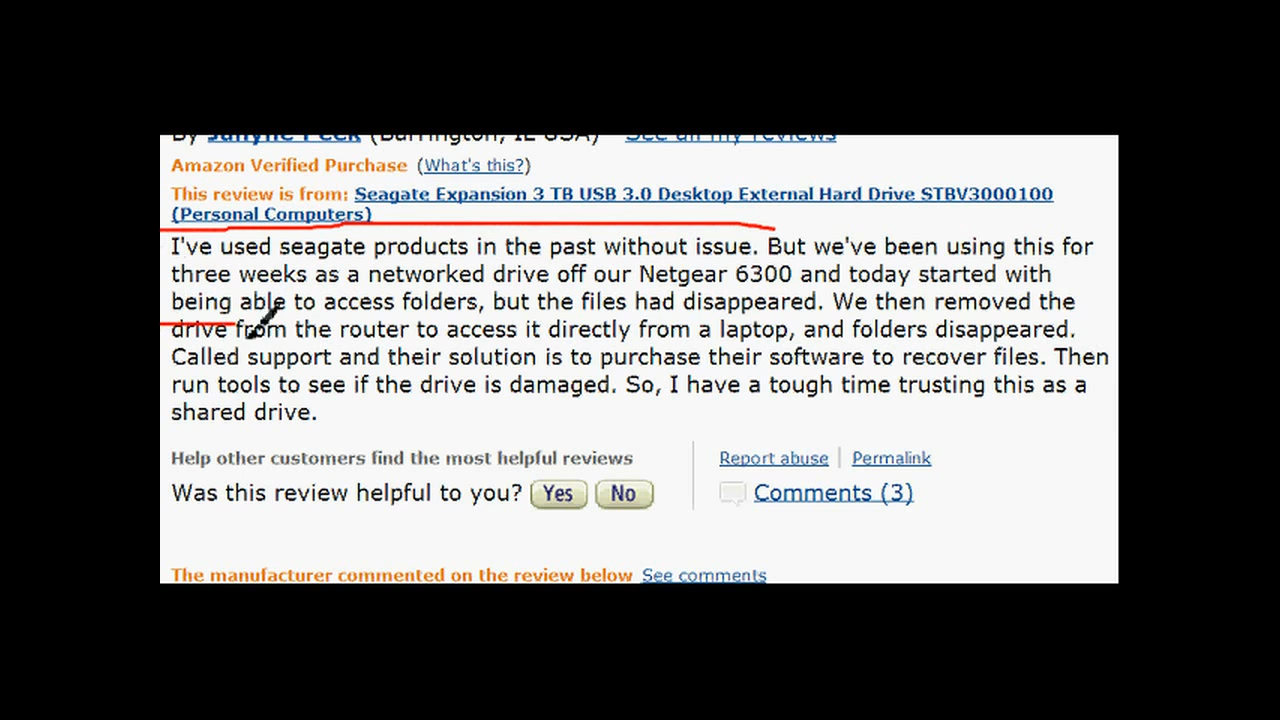 (Barrington, IL USA) See all my reviews
Amazon Verified Purchase (What's this?)
This review is from: Seagate Expansion 3 TB USB 3.0 Desktop External Hard Drive STBV3000100
(Personal Computers)
I've used seagate products in the past without issue. But we've been using this for
three weeks as a networked drive off our Netgear 6300 and today started with
being able to access folders, but the files had disappeared. We then removed the
drive from the router to access it directly from a laptop, and folders disappeared.
Called support and their solution is to purchase their software to recover files. Then
run tools to see if the drive is damaged. So, I have a tough time trusting this as a
shared drive.
Help other customers find the most helpful reviews
Was this review helpful to you? Yes No
Report abuse | Permalink
Comments (3)
The manufacturer commented on the review below See comments